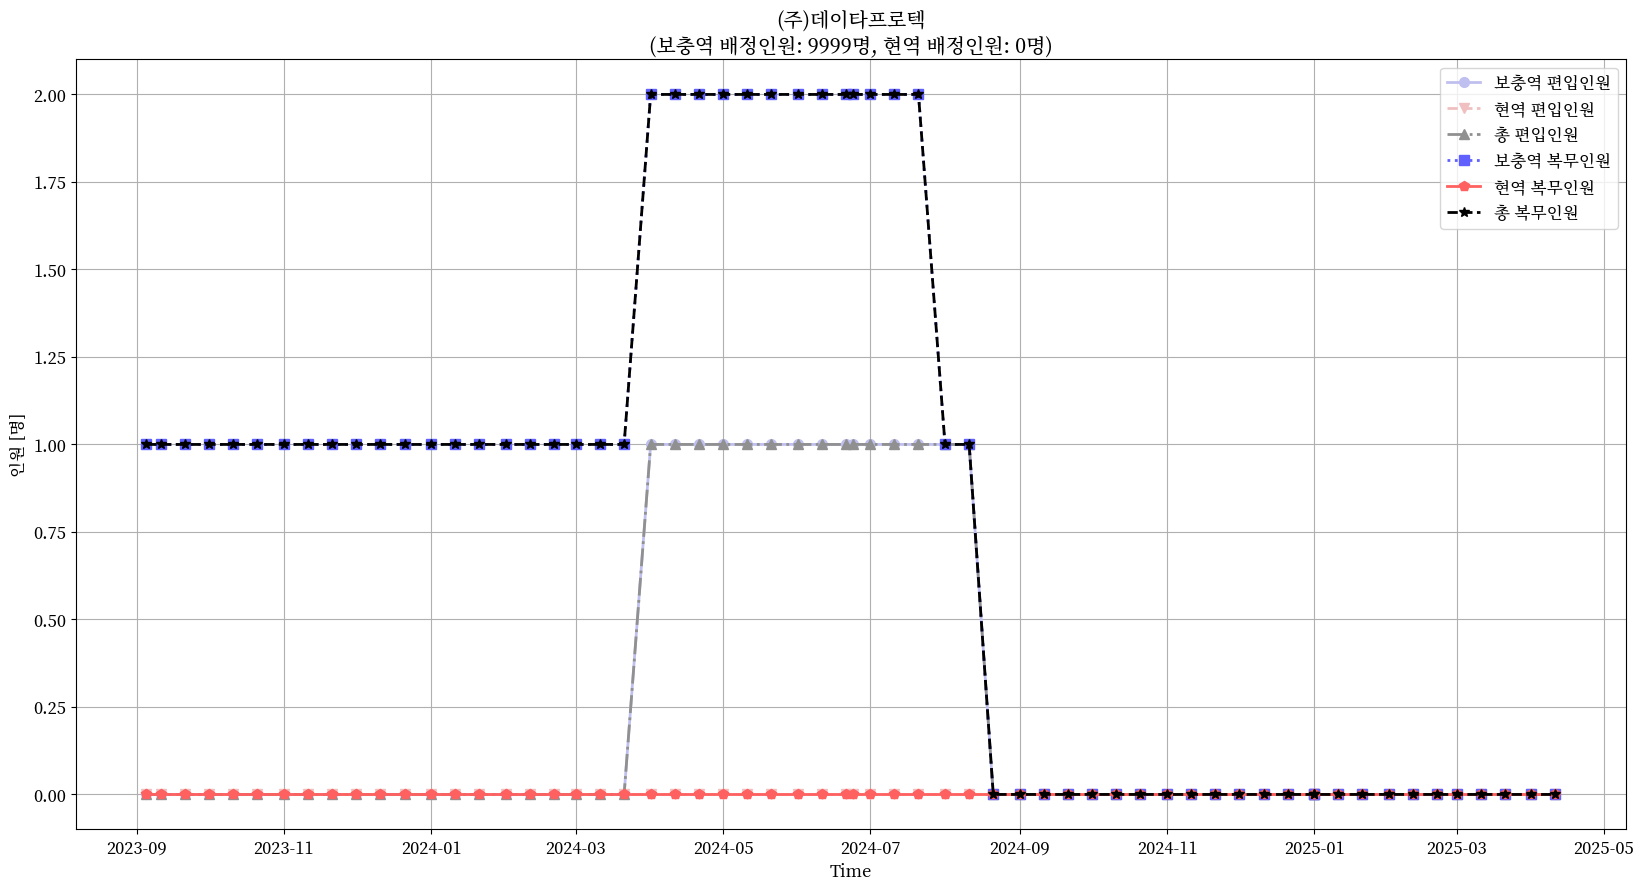 (주)데이타프로텍
(보충역 배정인원: 9999명, 현역 배정인원: 0명)
보충역 편입인원
현역 편입인원
총 편입인원
보충역 복무인원
현역 복무인원
총 복무인원
인원 [명]
2.00
1.75
1.50
1.25
1.00
0.75
0.50
0.25
0.00
2023-09
2023-11
2024-01
2024-03
2024-05
2024-07
2024-09
2024-11
2025-01
2025-03
2025-05
Time